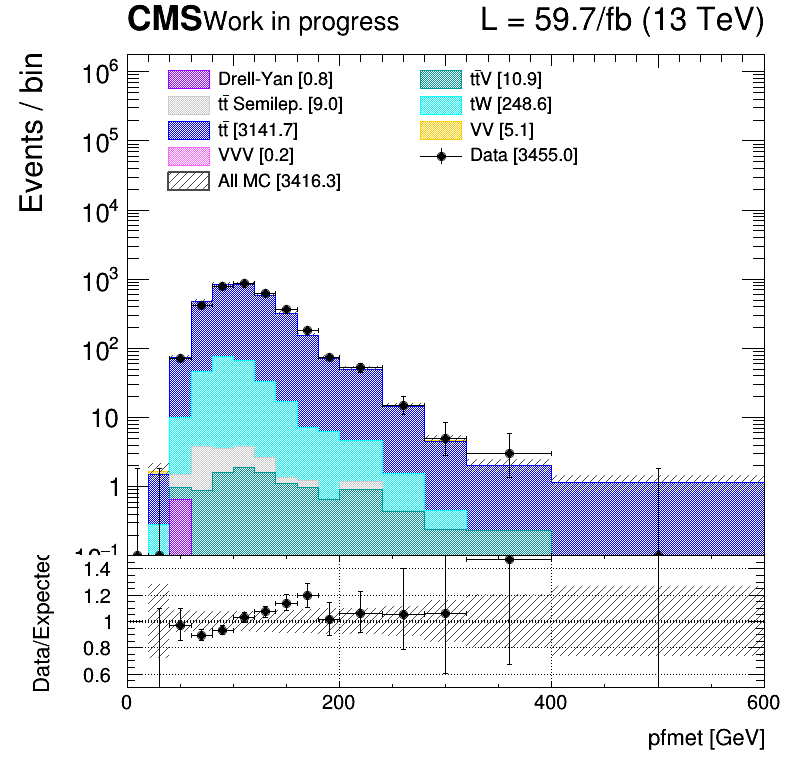 CMS Work in progress L = 59.7/fb (13 TeV)
Events / bin
10⁶
10⁵
10⁴
10³
10²
10
1
10⁻¹
Drell-Yan [0.8]
tt̄V [10.9]
tt̄ Semilep. [9.0]
tW [248.6]
tt̄ [3141.7]
VV [5.1]
VVV [0.2]
Data [3455.0]
All MC [3416.3]
Data/Expected
1.4
1.2
1
0.8
0.6
0 200 400 600
pfmet [GeV]